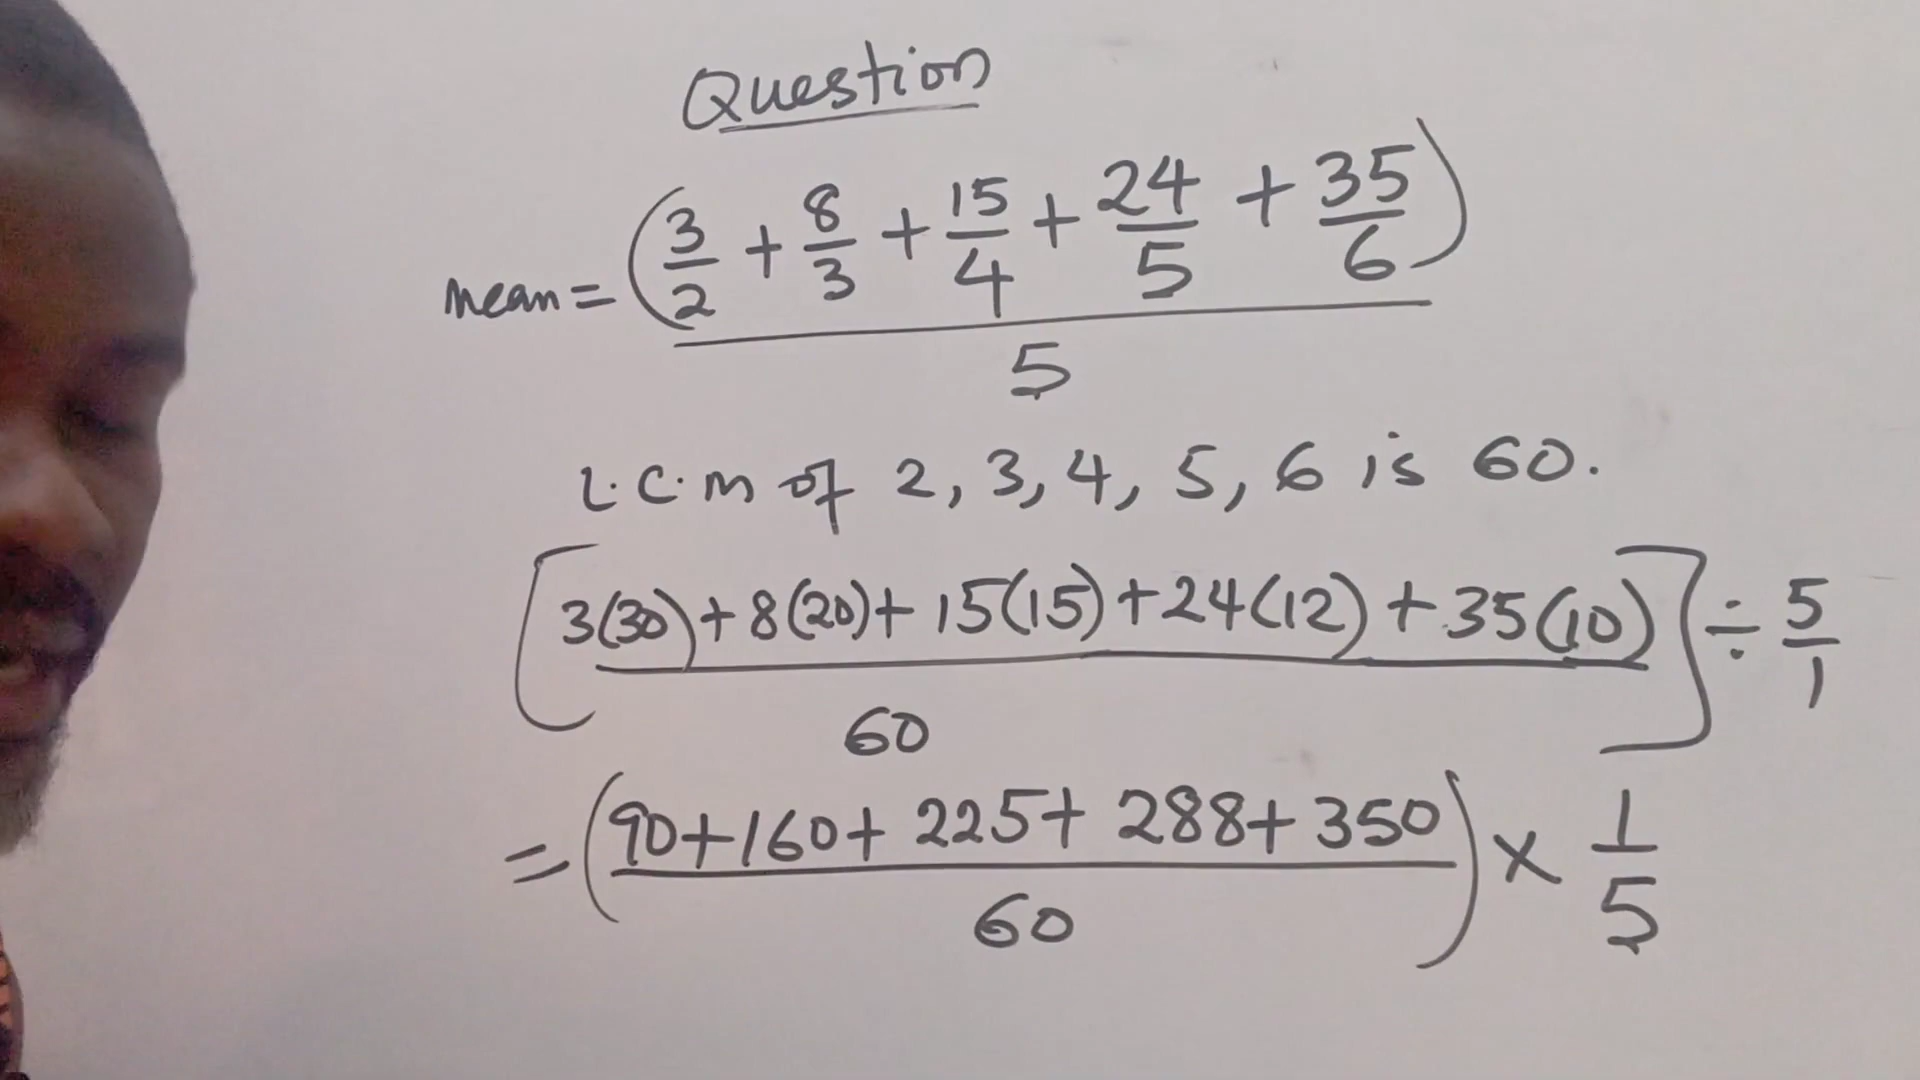 Question
mean = (3/2 + 8/3 + 15/4 + 24/5 + 35/6)
5
L.C.M of 2, 3, 4, 5, 6 is 60.
[3(30) + 8(20) + 15(15) + 24(12) + 35(10) / 60] ÷ 5/1
= (90 + 160 + 225 + 288 + 350 / 60) × 1/5